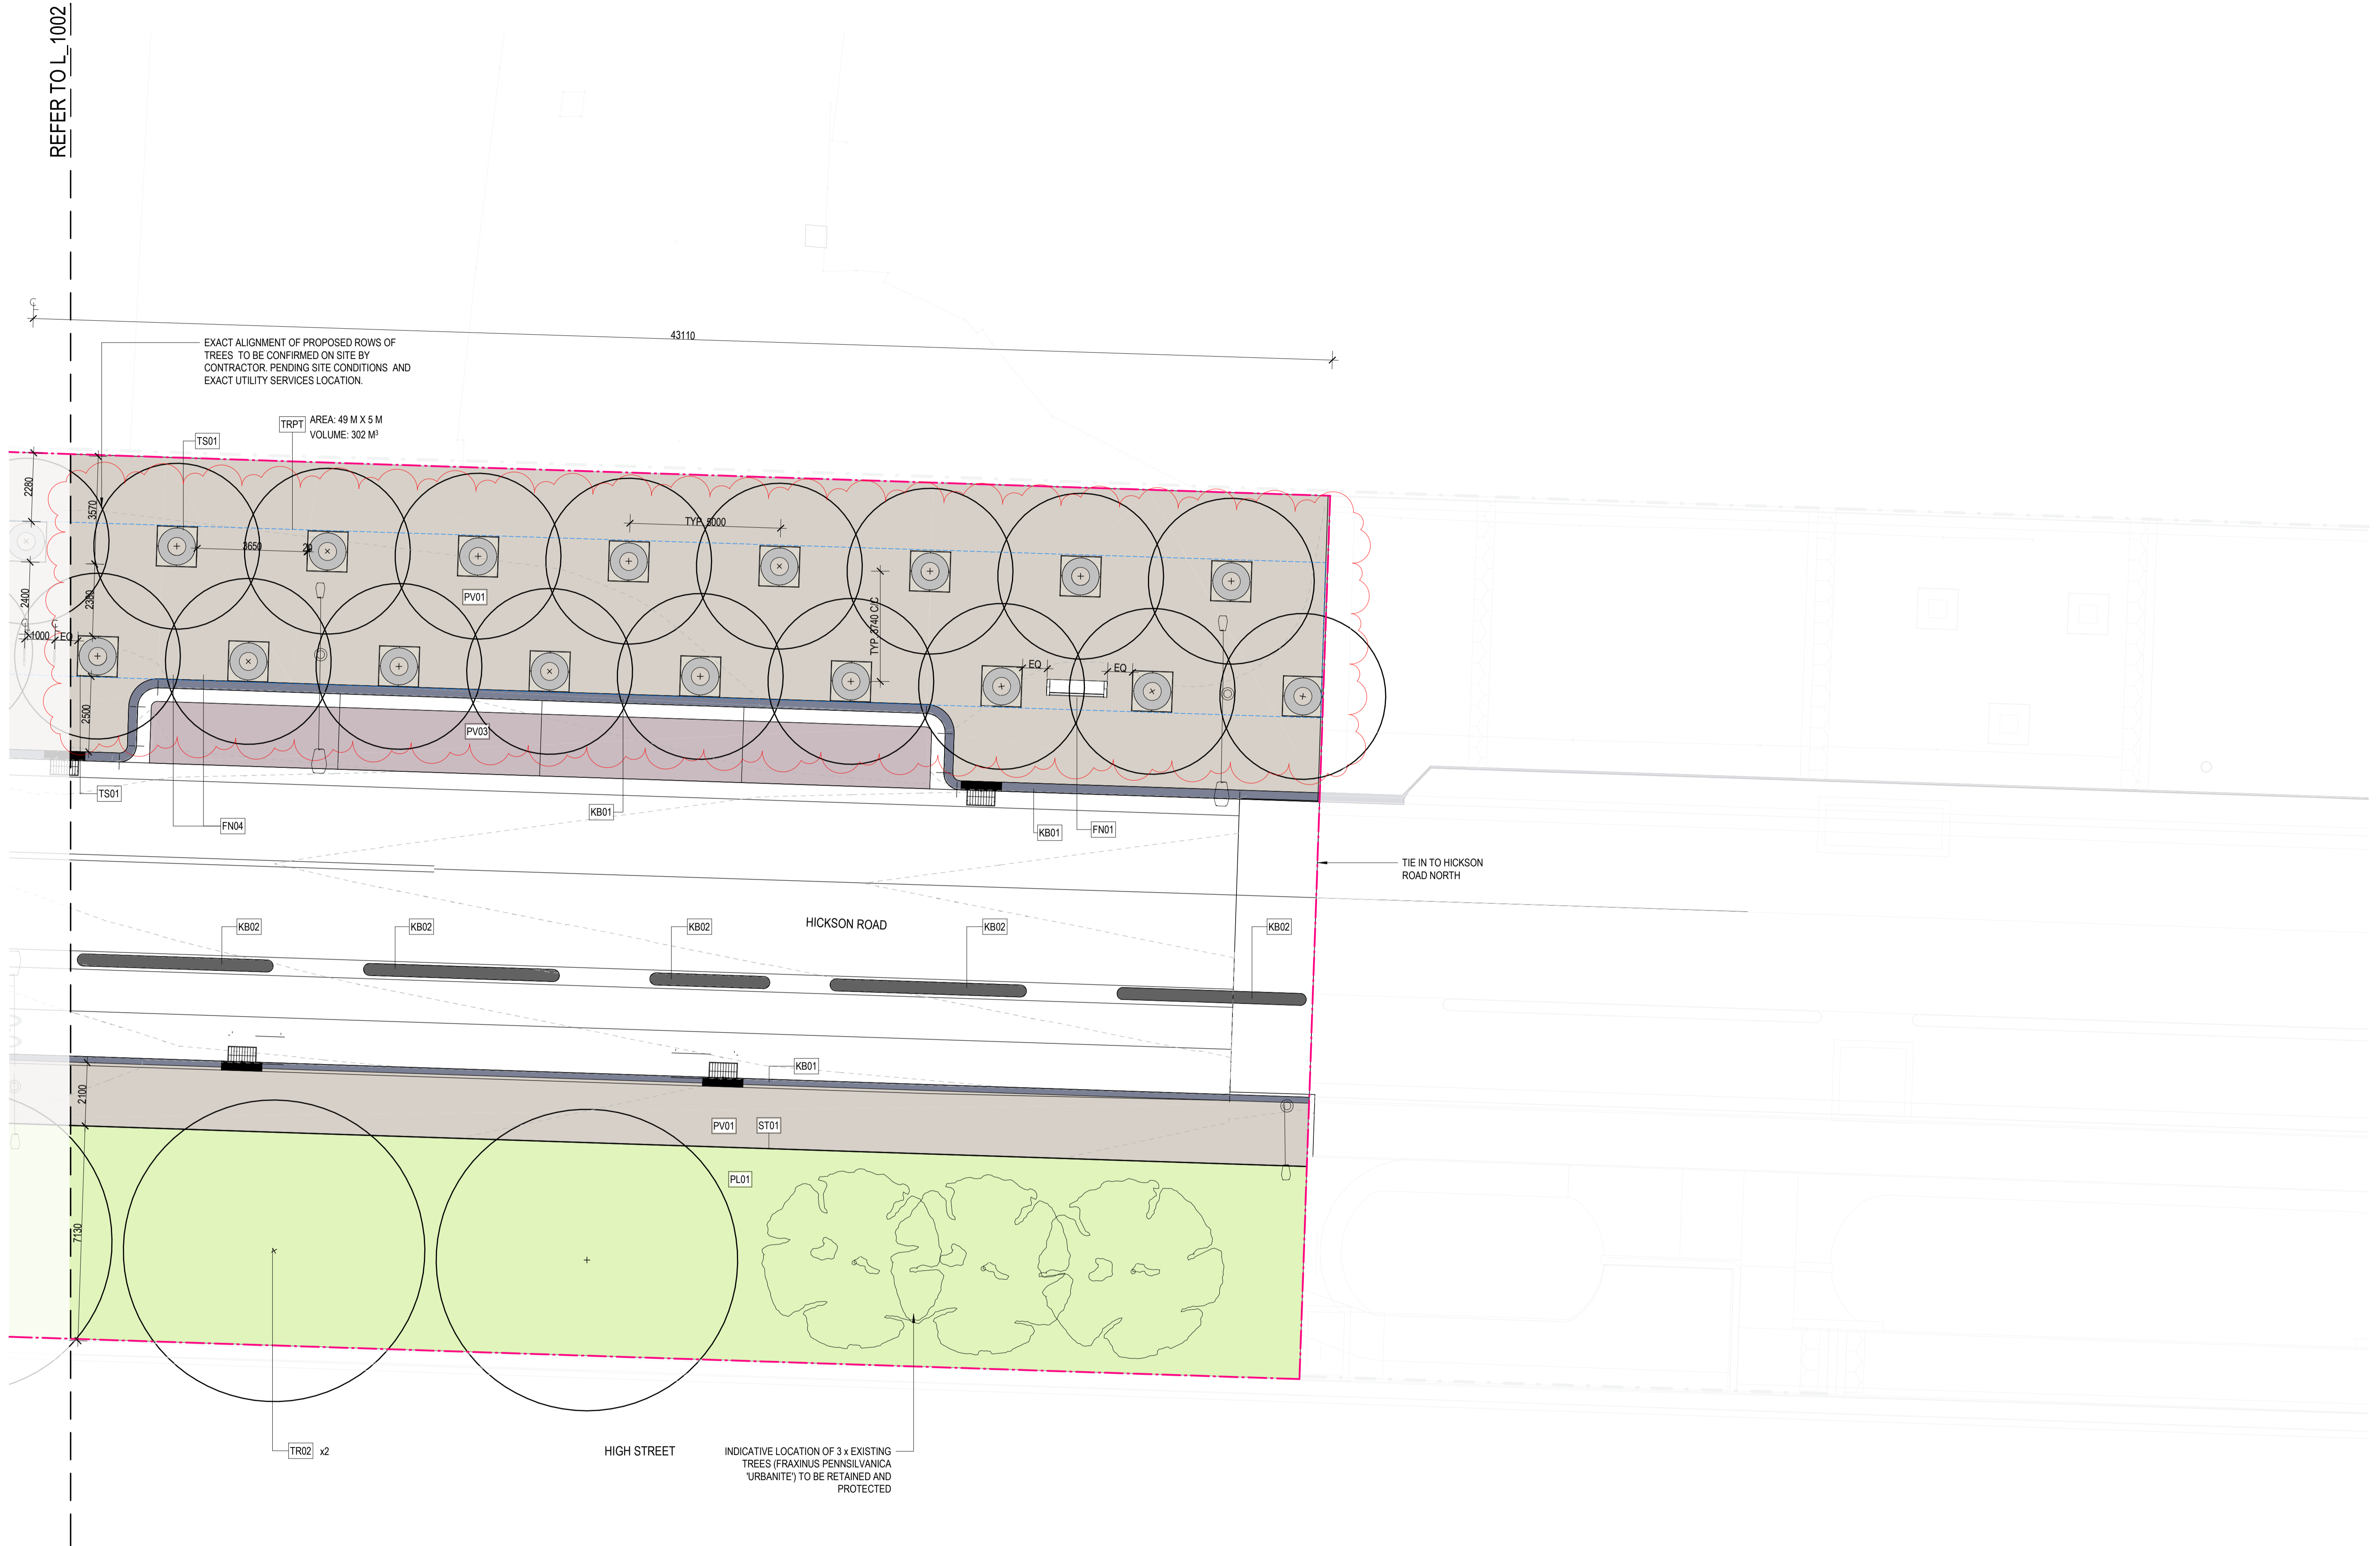 REFER TO L_1002
℄
43110
EXACT ALIGNMENT OF PROPOSED ROWS OF
TREES TO BE CONFIRMED ON SITE BY
CONTRACTOR. PENDING SITE CONDITIONS AND
EXACT UTILITY SERVICES LOCATION.
TRPT
AREA: 49 M X 5 M
VOLUME: 302 M³
TS01
2280
3570
TYP. 5000
3650
20
2400
2380
PV01
TYP. 3740 C/C
℄
℄
1000
EQ
EQ
EQ
2500
PV03
TS01
KB01
FN04
KB01
FN01
TIE IN TO HICKSON
ROAD NORTH
HICKSON ROAD
KB02
KB02
KB02
KB02
KB02
KB01
2100
PV01
ST01
PL01
7130
TR02
x2
HIGH STREET
INDICATIVE LOCATION OF 3 x EXISTING
TREES (FRAXINUS PENNSILVANICA
'URBANITE') TO BE RETAINED AND
PROTECTED